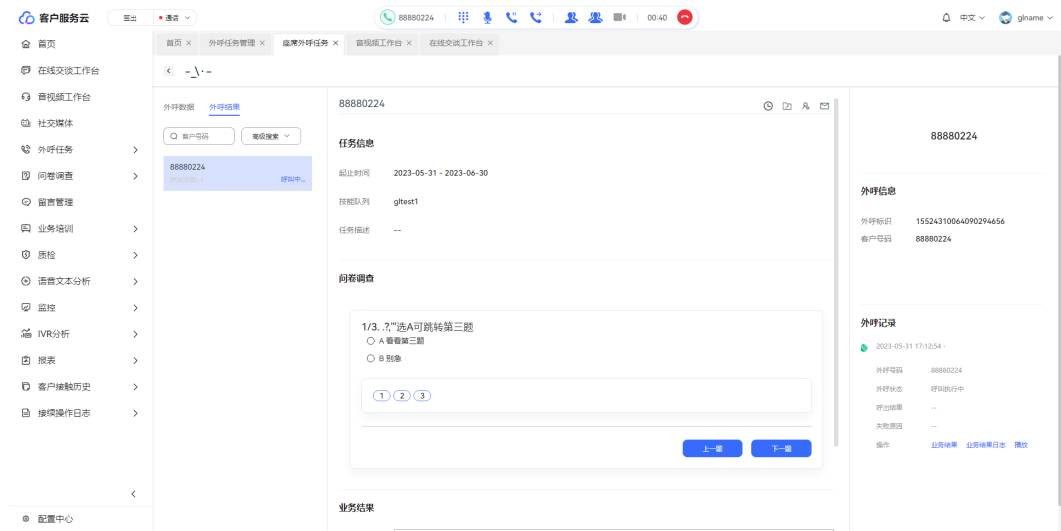 客户服务云 签出 通话 88880224 00:40 中文 glname
首页 外呼任务管理 座席外呼任务 音视频工作台 在线交谈工作台
首页
在线交谈工作台
音视频工作台
社交媒体
外呼任务
问卷调查
留言管理
业务培训
质检
语音文本分析
监控
IVR分析
报表
客户接触历史
接续操作日志
配置中心
-_\·-
外呼数据 外呼结果
客户号码 高级搜索
88880224
呼叫中...
88880224
任务信息
起止时间 2023-05-31 - 2023-06-30
技能队列 gltest1
任务描述 --
问卷调查
1/3. .?,'"选A可跳转第三题
A 看看第三题
B 别急
1 2 3
上一题 下一题
业务结果
88880224
外呼信息
外呼标识 15524310064090294656
客户号码 88880224
外呼记录
2023-05-31 17:12:54 -
外呼号码 88880224
外呼状态 呼叫执行中
呼出结果 --
失败原因 --
操作 业务结果 业务结果日志 播放